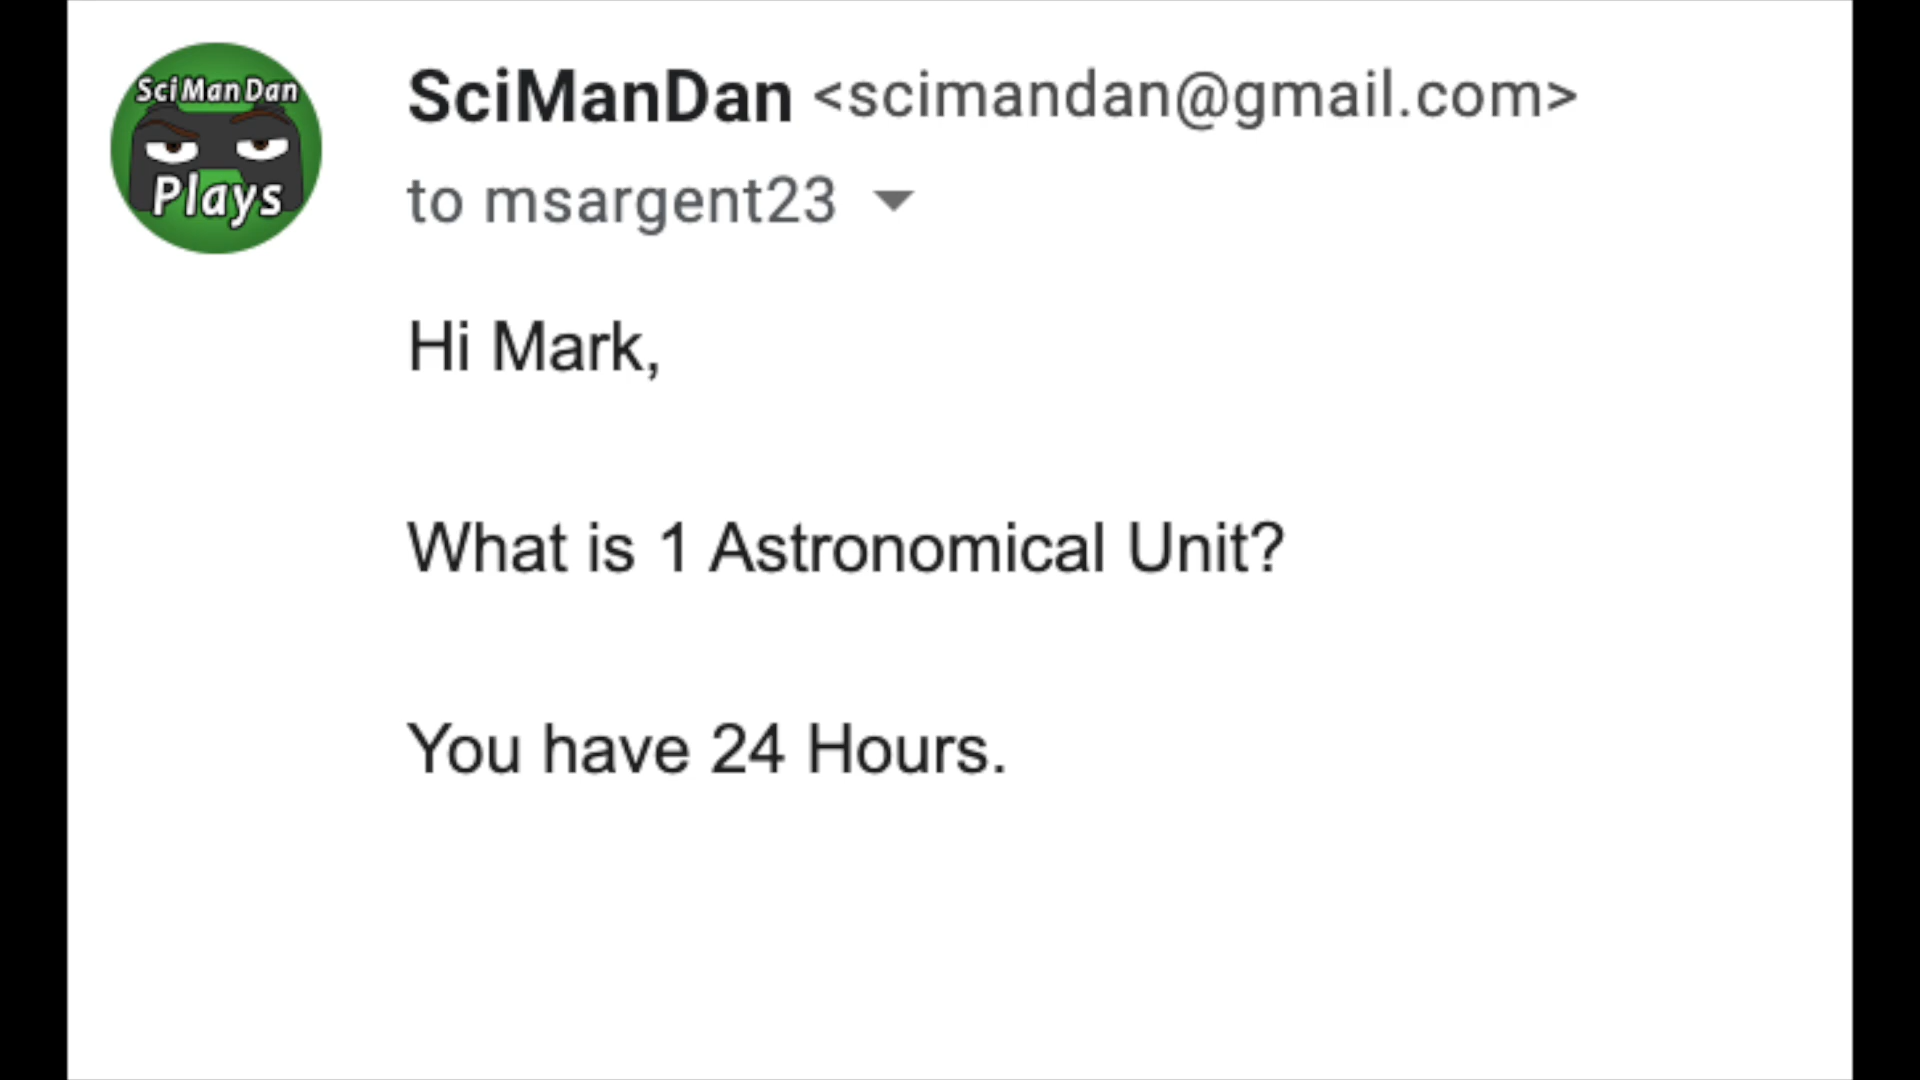 SciManDan
Plays
SciManDan <scimandan@gmail.com>
to msargent23
Hi Mark,
What is 1 Astronomical Unit?
You have 24 Hours.